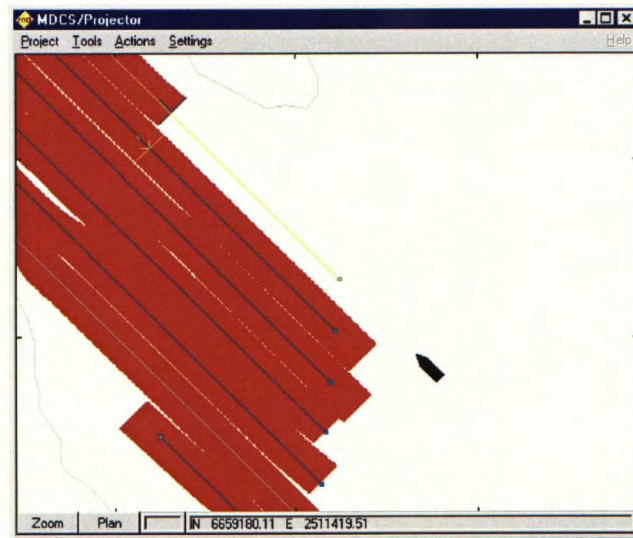 MDCS/Projector
Project Tools Actions Settings Help
Zoom Plan N 6659180.11 E 2511419.51